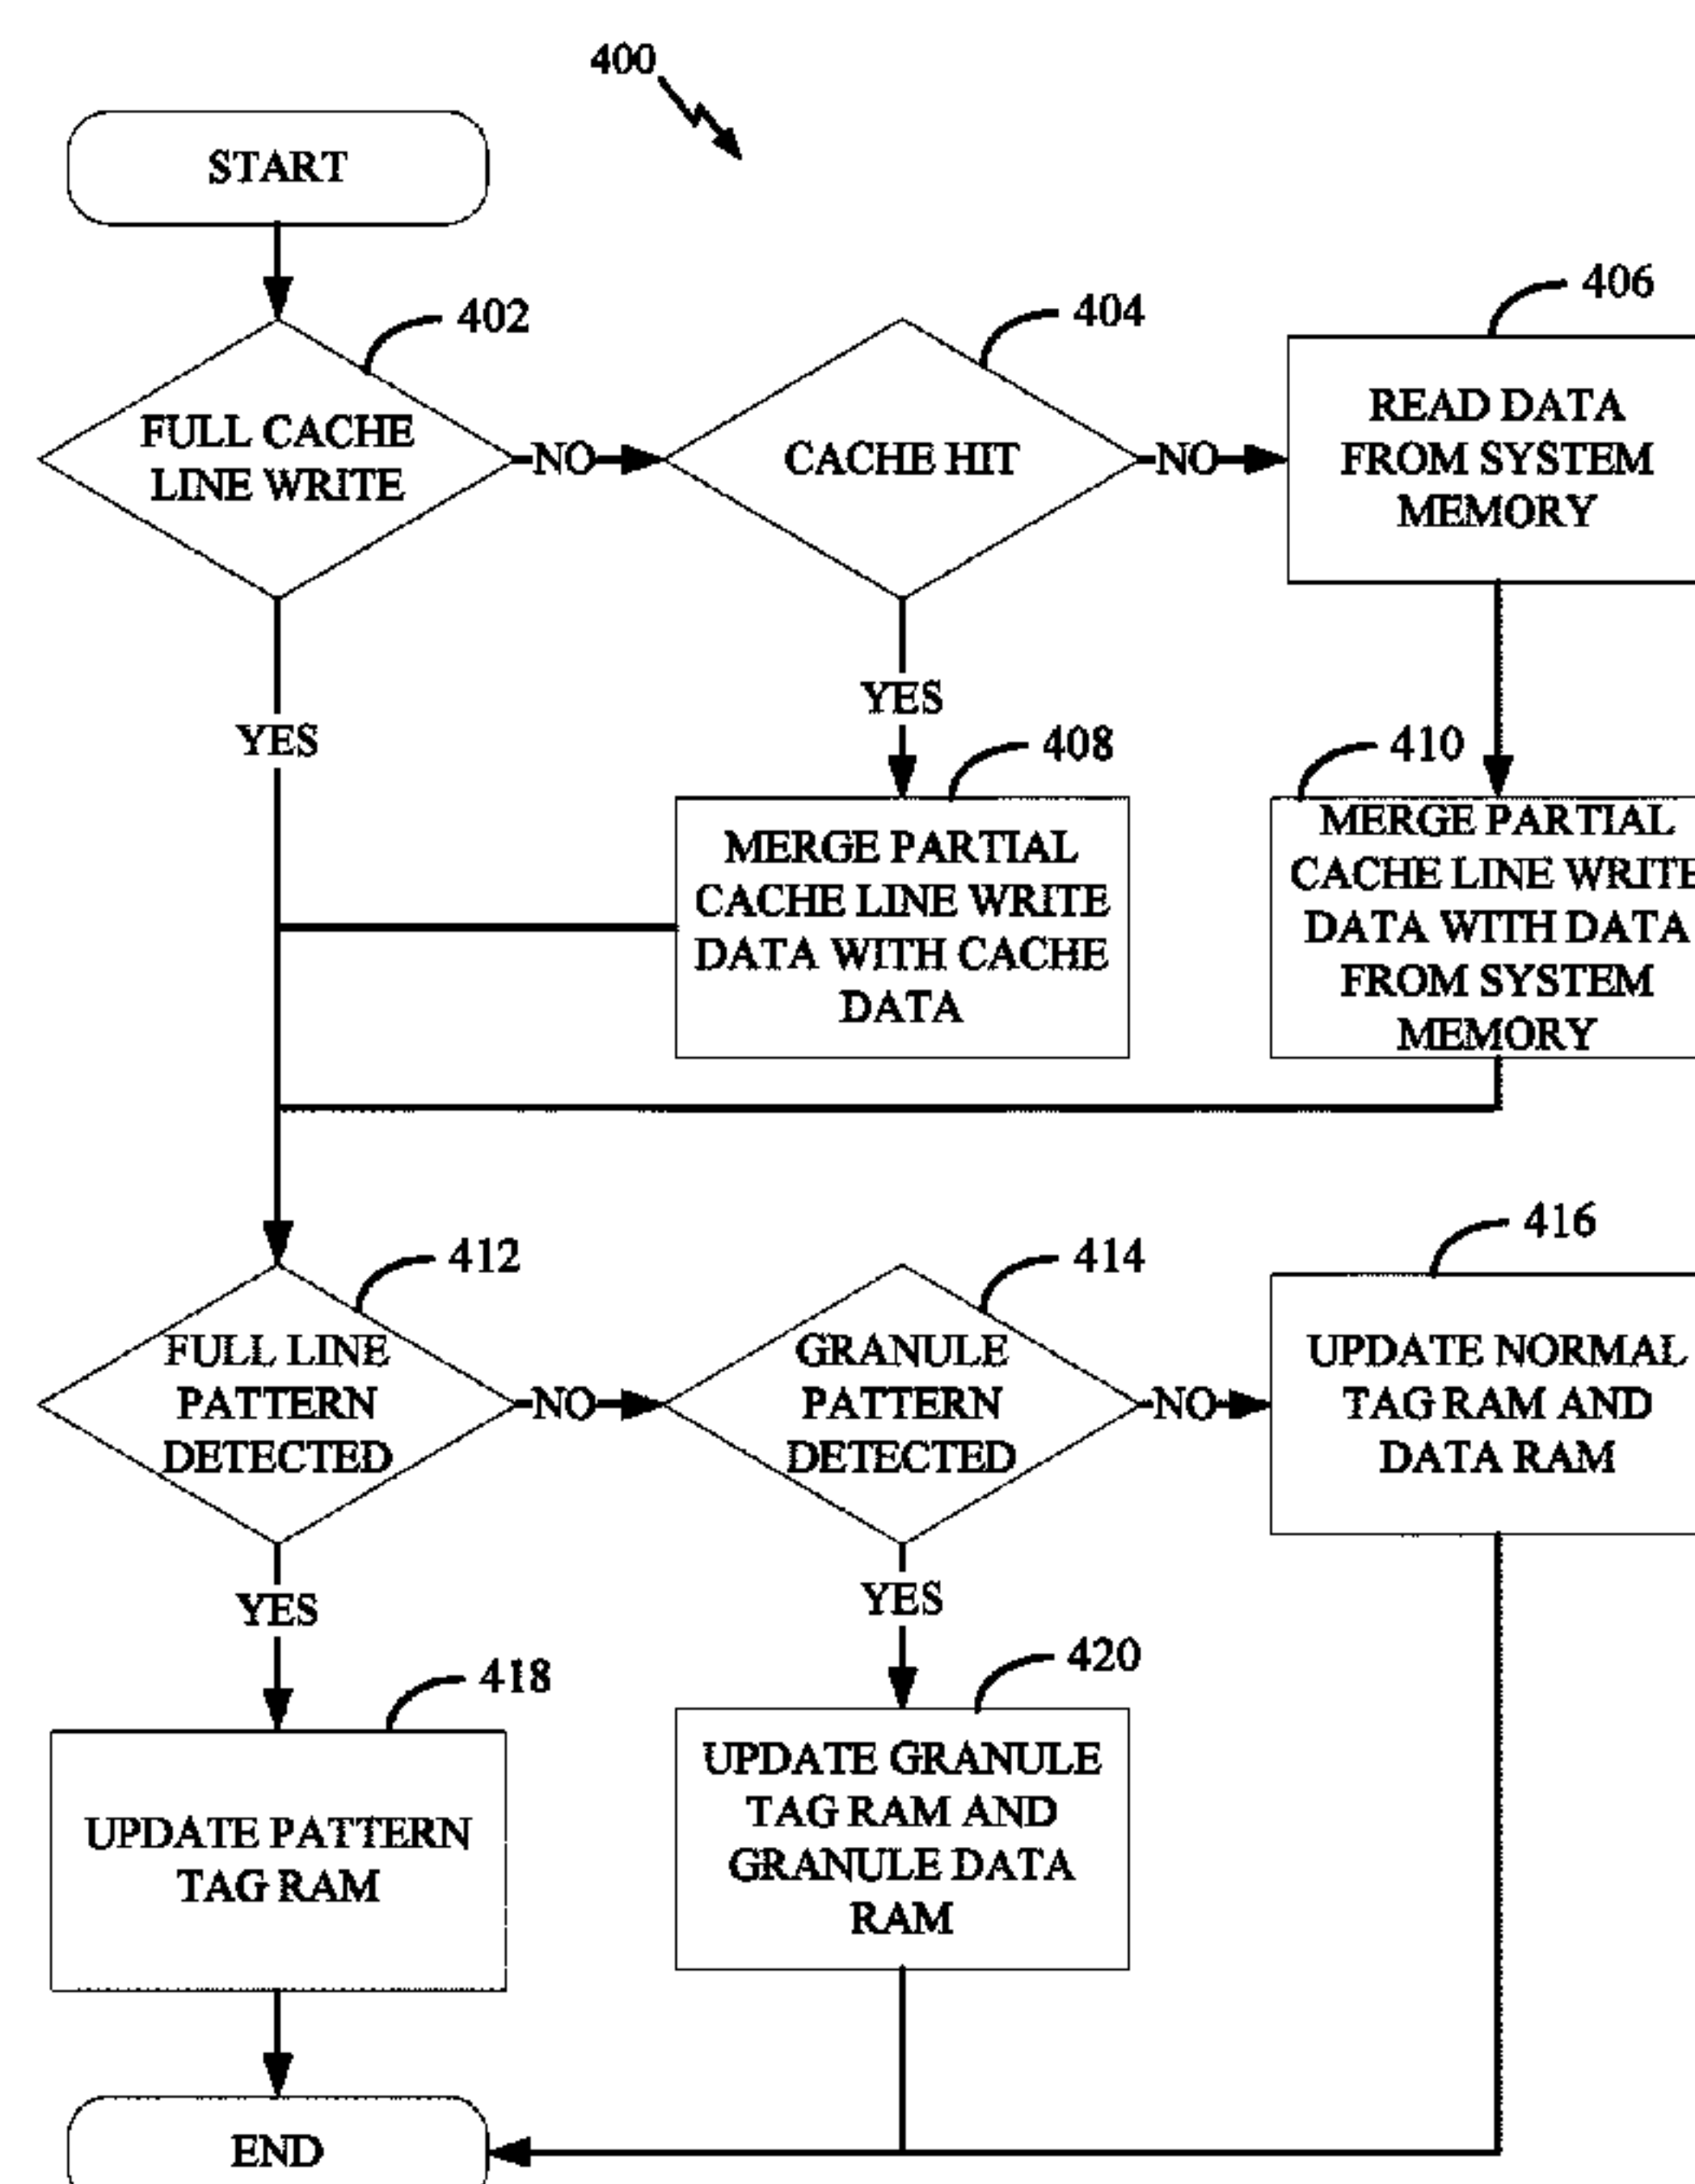 400
START
402
404
406
FULL CACHE
LINE WRITE
NO
CACHE HIT
NO
READ DATA
FROM SYSTEM
MEMORY
YES
YES
408
410
MERGE PARTIAL
CACHE LINE WRITE
DATA WITH CACHE
DATA
MERGE PARTIAL
CACHE LINE WRITE
DATA WITH DATA
FROM SYSTEM
MEMORY
412
414
416
FULL LINE
PATTERN
DETECTED
NO
GRANULE
PATTERN
DETECTED
NO
UPDATE NORMAL
TAG RAM AND
DATA RAM
YES
YES
418
420
UPDATE PATTERN
TAG RAM
UPDATE GRANULE
TAG RAM AND
GRANULE DATA
RAM
END